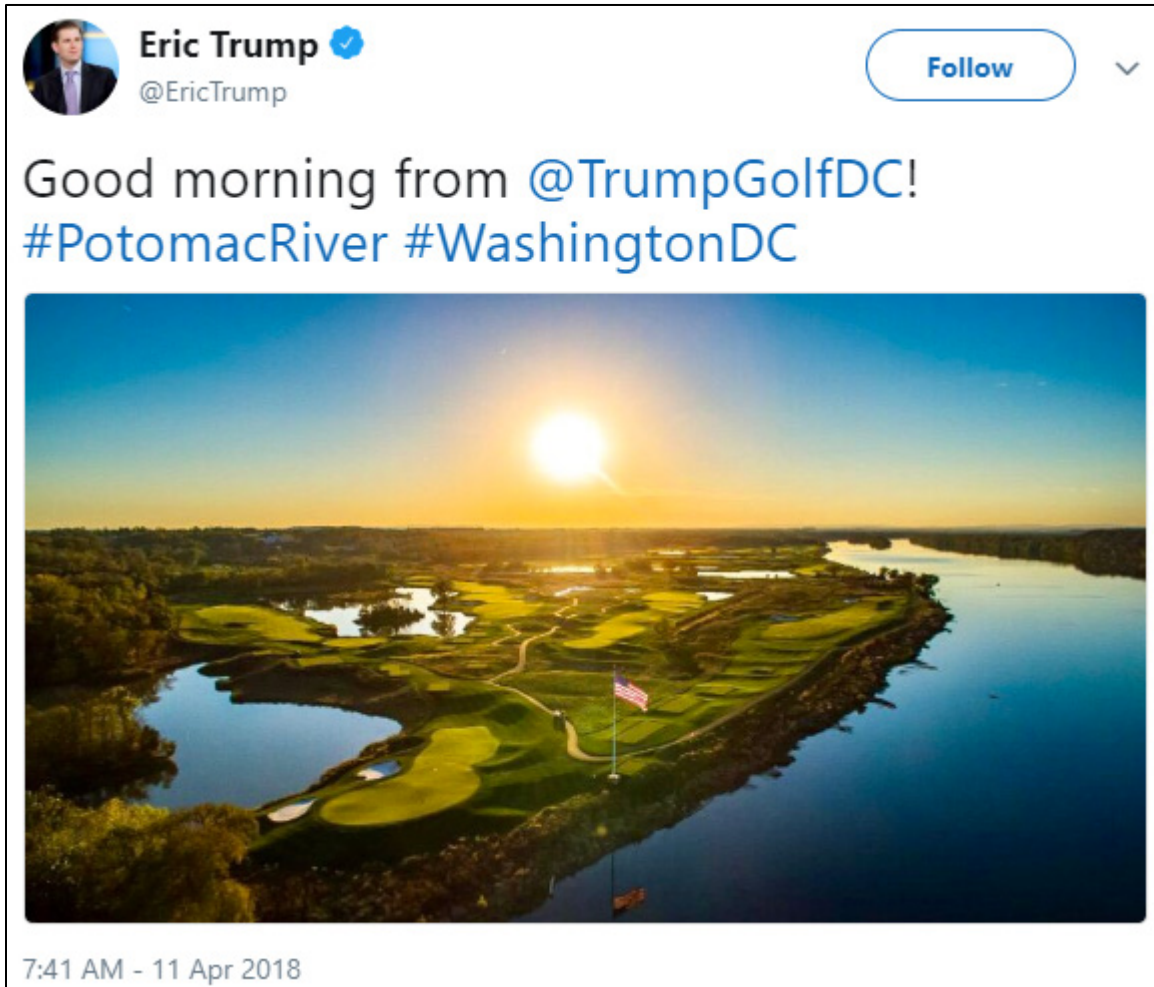 Eric Trump
@EricTrump
Follow
Good morning from @TrumpGolfDC!
#PotomacRiver #WashingtonDC
7:41 AM - 11 Apr 2018